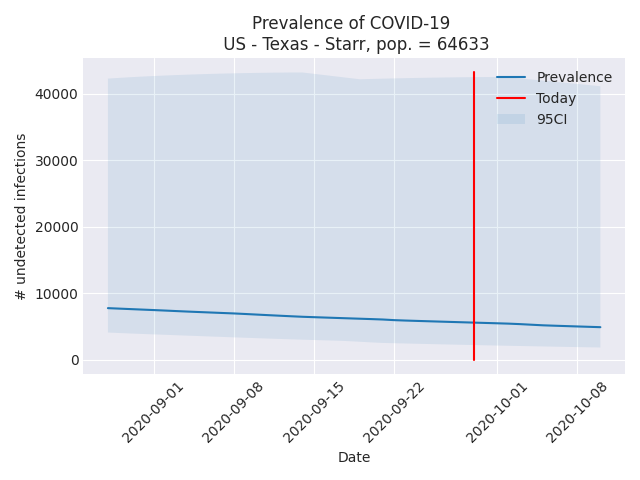 Prevalence of COVID-19
US - Texas - Starr, pop. = 64633
Prevalence
Today
95CI
# undetected infections
40000
30000
20000
10000
0
2020-09-01
2020-09-08
2020-09-15
2020-09-22
2020-10-01
2020-10-08
Date